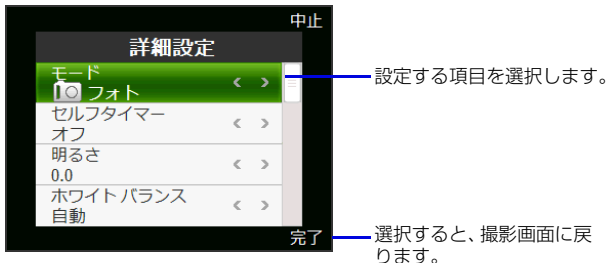 中止
詳細設定
モード
フォト
設定する項目を選択します。
セルフタイマー
オフ
明るさ
0.0
ホワイト バランス
自動
完了
選択すると、撮影画面に戻
ります。